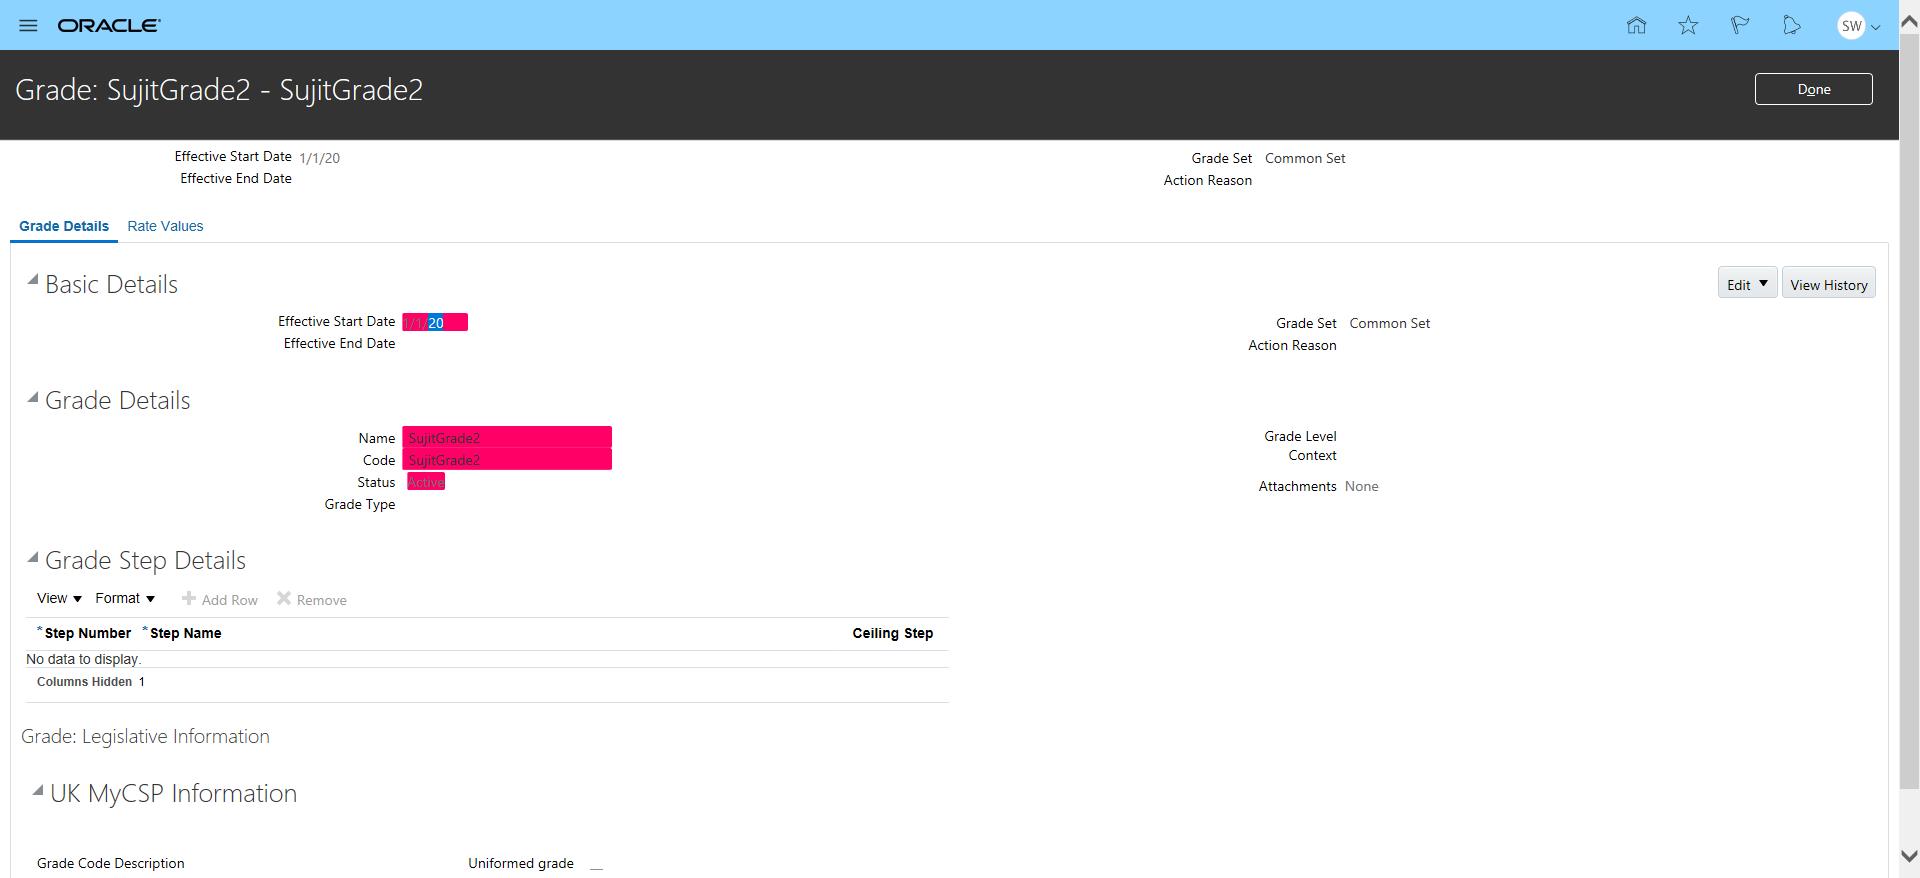 ORACLE
SW
Grade: SujitGrade2 - SujitGrade2
Done
Effective Start Date 1/1/20
Grade Set Common Set
Effective End Date
Action Reason
Grade Details Rate Values
Basic Details
Edit View History
Effective Start Date 1/1/20
Grade Set Common Set
Effective End Date
Action Reason
Grade Details
Name SujitGrade2
Grade Level
Code SujitGrade2
Context
Status Active
Attachments None
Grade Type
Grade Step Details
View Format Add Row Remove
*Step Number *Step Name Ceiling Step
No data to display.
Columns Hidden 1
Grade: Legislative Information
UK MyCSP Information
Grade Code Description Uniformed grade